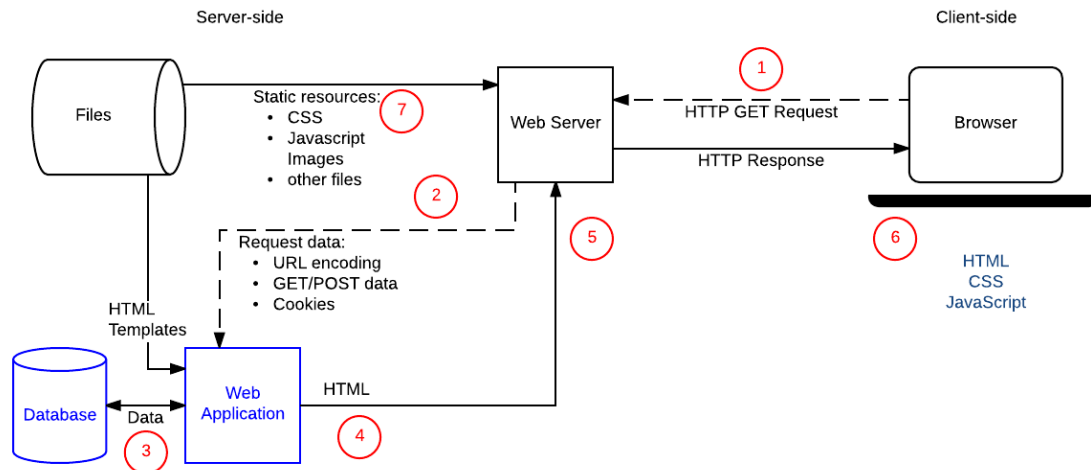 Server-side
Client-side
Files
Static resources:
• CSS
• Javascript
Images
• other files
7
Web Server
1
HTTP GET Request
HTTP Response
Browser
2
Request data:
• URL encoding
• GET/POST data
• Cookies
5
6
HTML
CSS
JavaScript
HTML
Templates
Database
Data
3
Web
Application
HTML
4